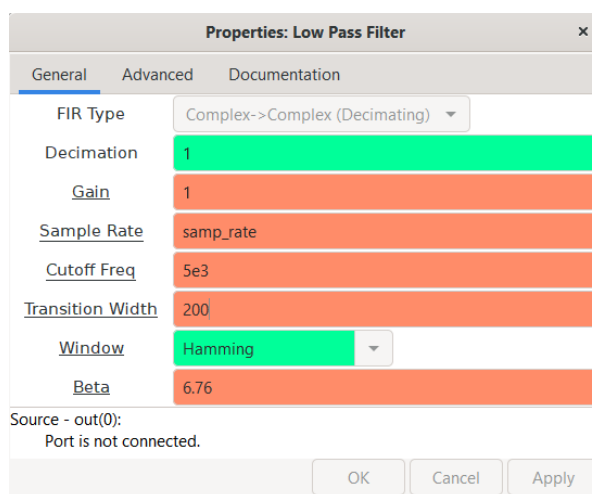 Properties: Low Pass Filter ×
General Advanced Documentation
FIR Type Complex->Complex (Decimating)
Decimation 1
Gain 1
Sample Rate samp_rate
Cutoff Freq 5e3
Transition Width 200
Window Hamming
Beta 6.76
Source - out(0):
Port is not connected.
OK Cancel Apply